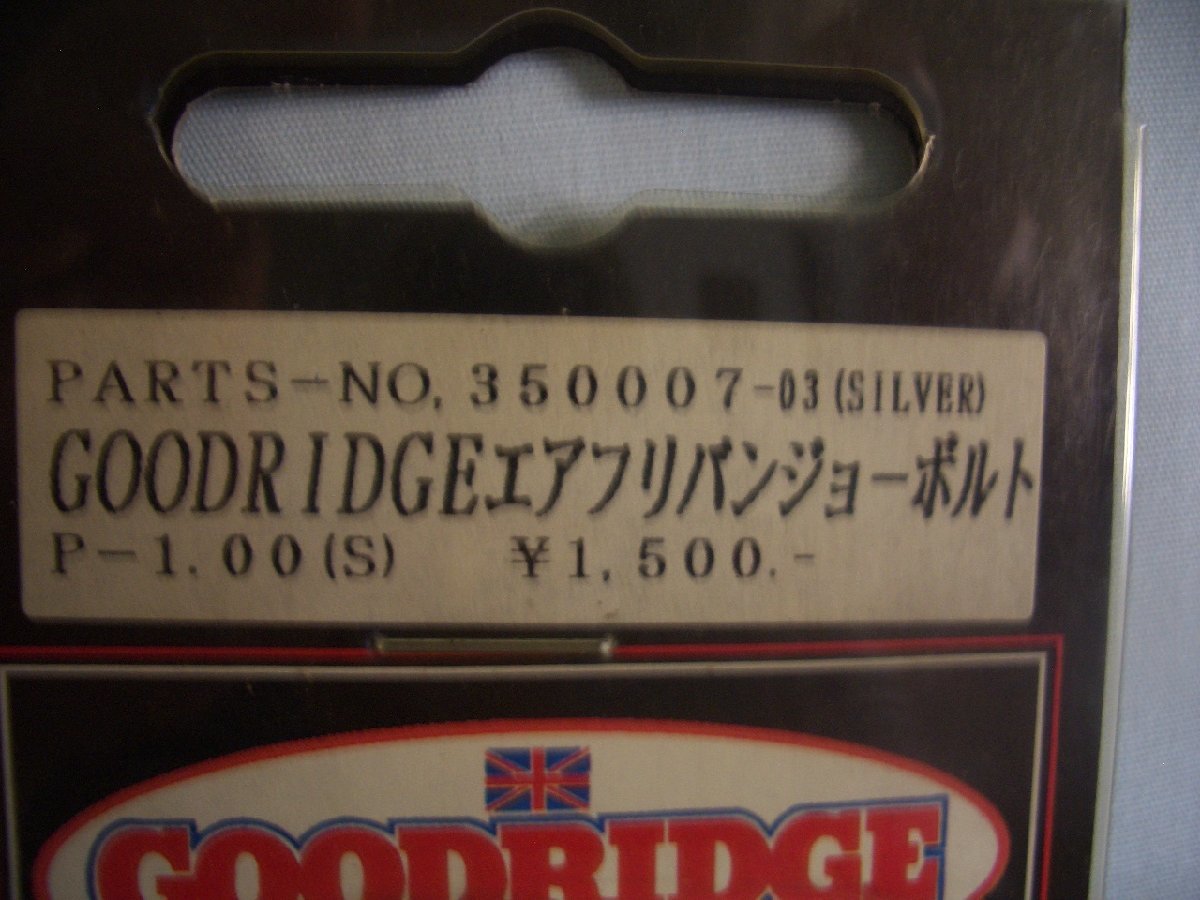 PARTS-NO. 350007-03(SILVER)
GOODRIDGEエアフリバンジョーボルト
P-1.00(S) ¥1,500.-
GOODRIDGE